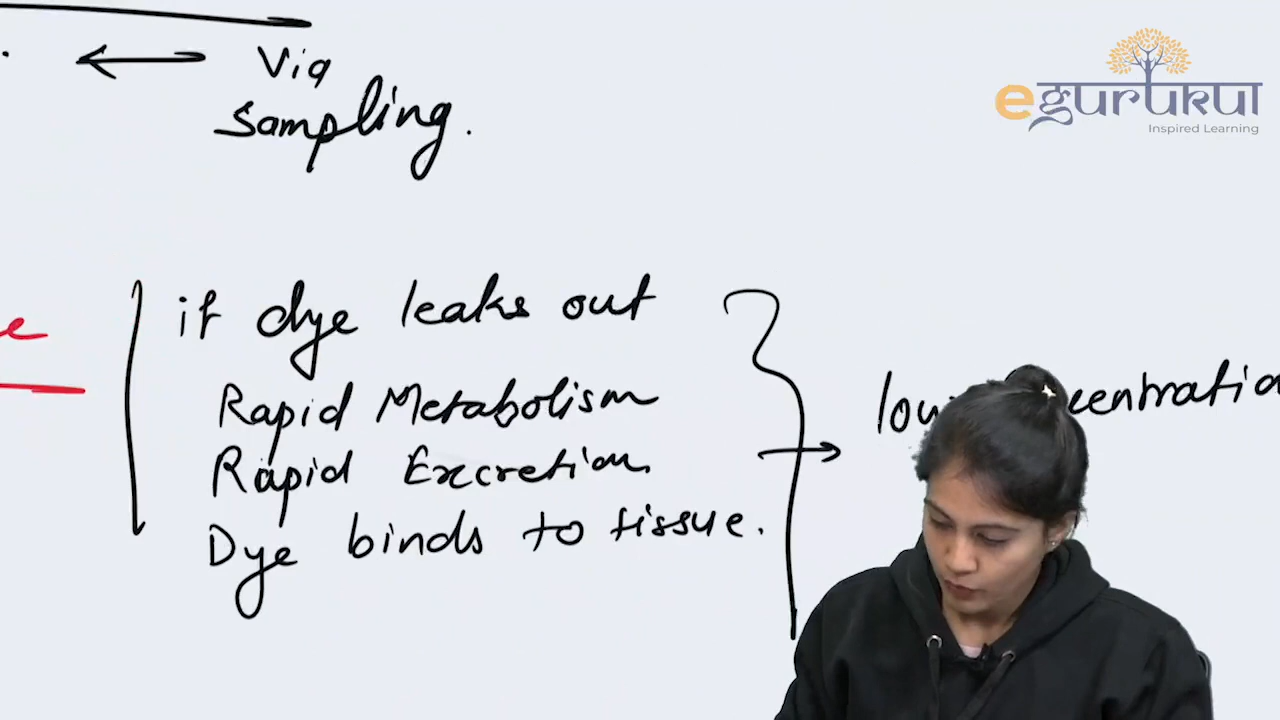 Via
sampling.
egurukul
Inspired Learning
if dye leaks out
Rapid Metabolism
Rapid Excretion
Dye binds to tissue.